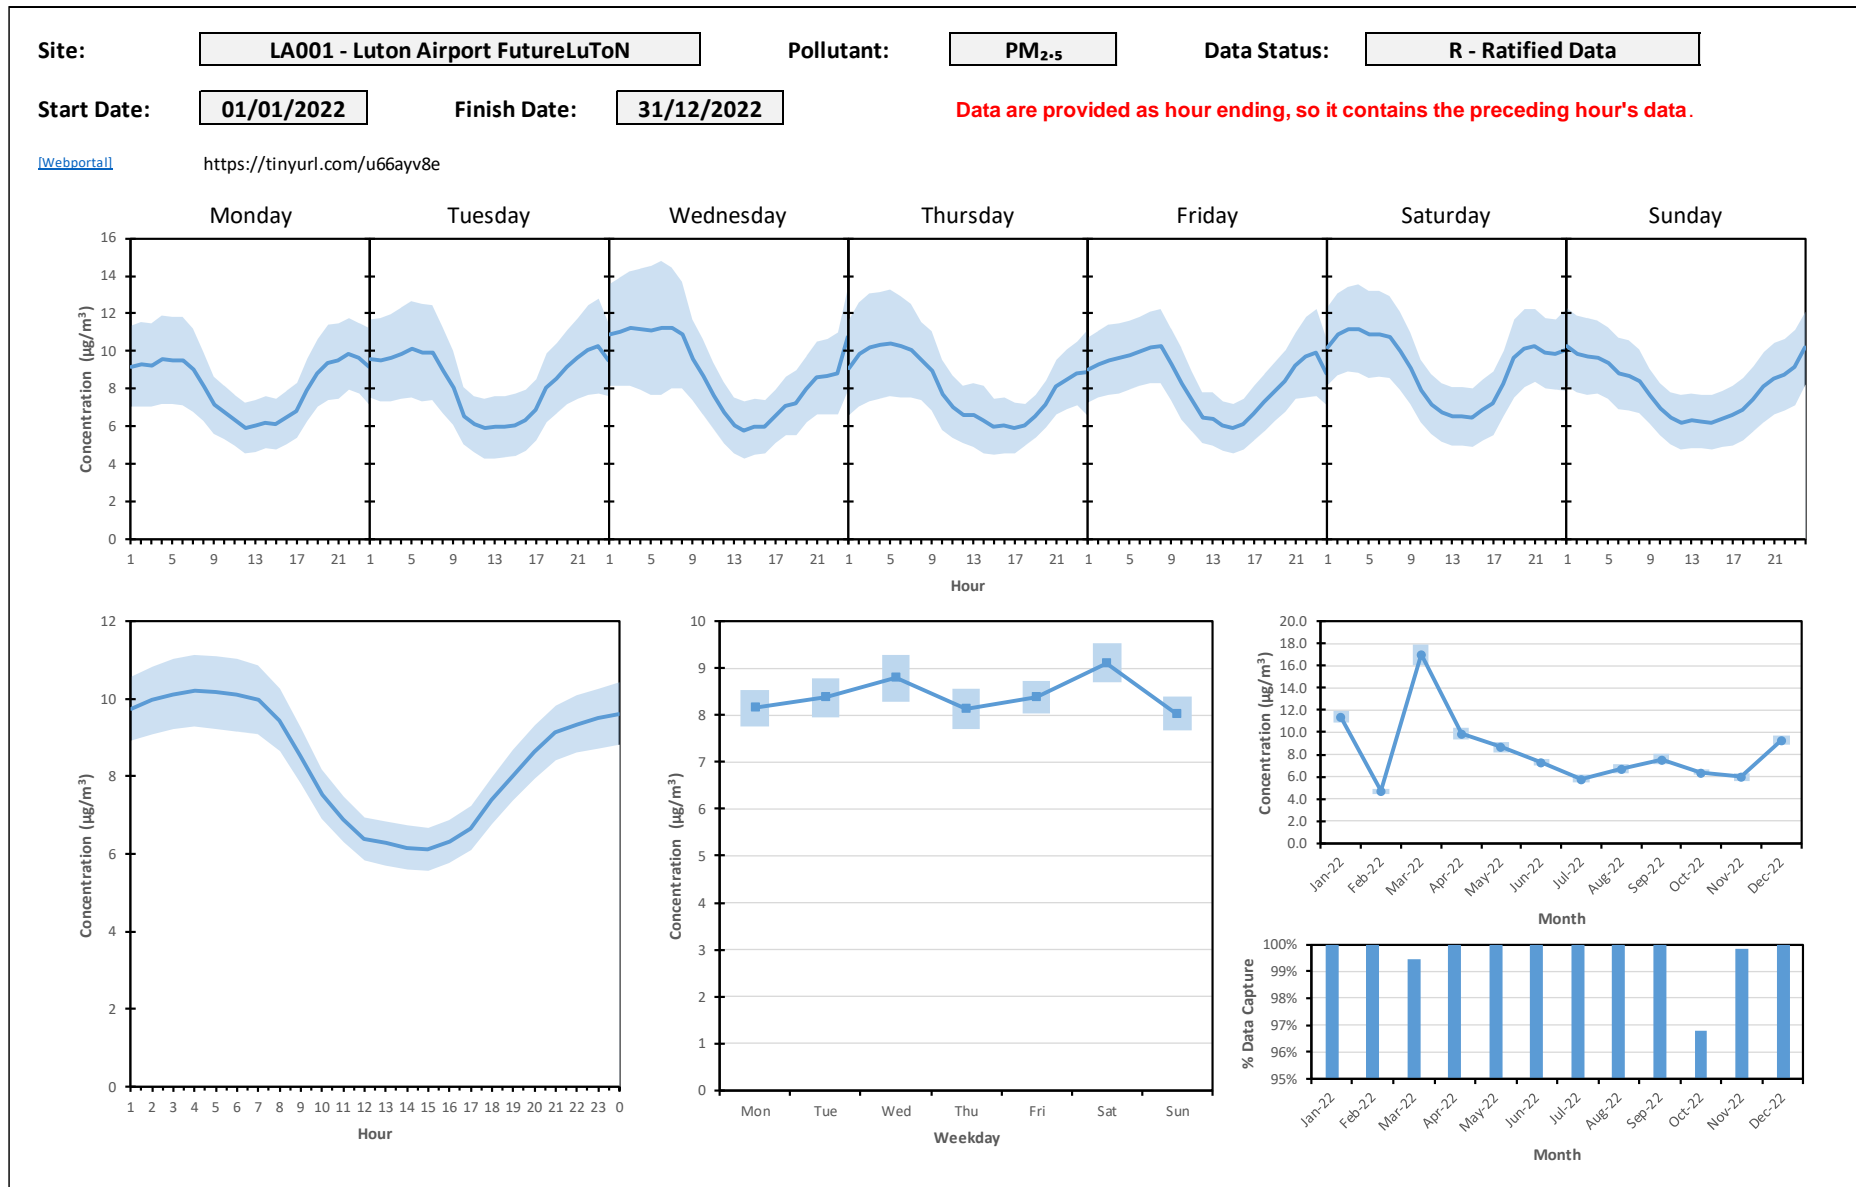 Site: LA001 - Luton Airport FutureLuToN Pollutant: PM₂.₅ Data Status: R - Ratified Data
Start Date: 01/01/2022 Finish Date: 31/12/2022 Data are provided as hour ending, so it contains the preceding hour's data.
[Webportal] https://tinyurl.com/u66ayv8e
Monday Tuesday Wednesday Thursday Friday Saturday Sunday
Concentration (µg/m³)
16
14
12
10
8
6
4
2
0
1 5 9 13 17 21 1 5 9 13 17 21 1 5 9 13 17 21 1 5 9 13 17 21 1 5 9 13 17 21 1 5 9 13 17 21 1 5 9 13 17 21
Hour
Concentration (µg/m³)
12
10
8
6
4
2
0
1 2 3 4 5 6 7 8 9 10 11 12 13 14 15 16 17 18 19 20 21 22 23 0
Hour
Concentration (µg/m³)
10
9
8
7
6
5
4
3
2
1
0
Mon Tue Wed Thu Fri Sat Sun
Weekday
Concentration (µg/m³)
20.0
18.0
16.0
14.0
12.0
10.0
8.0
6.0
4.0
2.0
0.0
Jan-22 Feb-22 Mar-22 Apr-22 May-22 Jun-22 Jul-22 Aug-22 Sep-22 Oct-22 Nov-22 Dec-22
Month
% Data Capture
100%
99%
98%
97%
96%
95%
Jan-22 Feb-22 Mar-22 Apr-22 May-22 Jun-22 Jul-22 Aug-22 Sep-22 Oct-22 Nov-22 Dec-22
Month